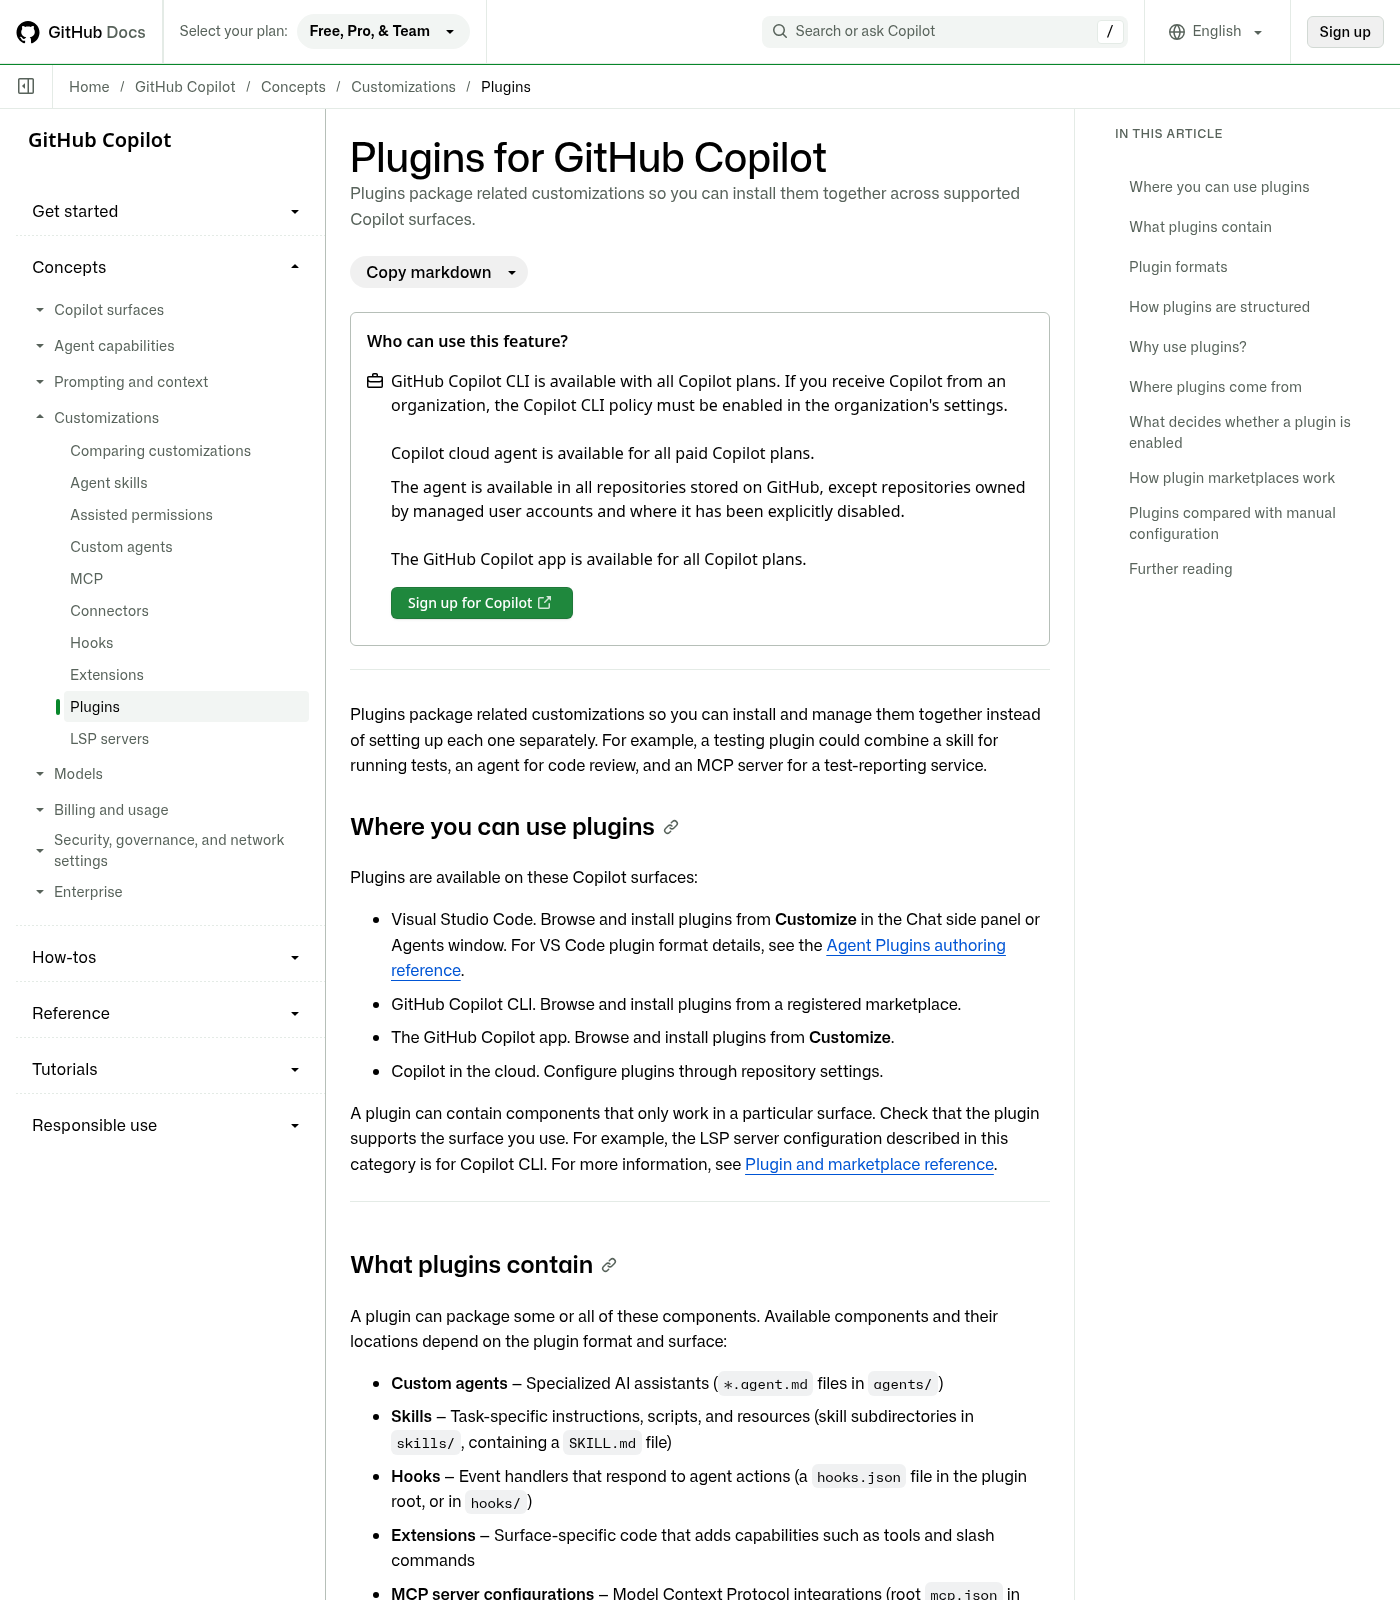 GitHub Docs
Select your plan: Free, Pro, & Team
Search or ask Copilot /
English
Sign up
Home / GitHub Copilot / Concepts / Customizations / Plugins
GitHub Copilot
Get started
Concepts
Copilot surfaces
Agent capabilities
Prompting and context
Customizations
Comparing customizations
Agent skills
Assisted permissions
Custom agents
MCP
Connectors
Hooks
Extensions
Plugins
LSP servers
Models
Billing and usage
Security, governance, and network
settings
Enterprise
How-tos
Reference
Tutorials
Responsible use
Plugins for GitHub Copilot
Plugins package related customizations so you can install them together across supported
Copilot surfaces.
Copy markdown
Who can use this feature?
GitHub Copilot CLI is available with all Copilot plans. If you receive Copilot from an
organization, the Copilot CLI policy must be enabled in the organization's settings.
Copilot cloud agent is available for all paid Copilot plans.
The agent is available in all repositories stored on GitHub, except repositories owned
by managed user accounts and where it has been explicitly disabled.
The GitHub Copilot app is available for all Copilot plans.
Sign up for Copilot
Plugins package related customizations so you can install and manage them together instead
of setting up each one separately. For example, a testing plugin could combine a skill for
running tests, an agent for code review, and an MCP server for a test-reporting service.
Where you can use plugins
Plugins are available on these Copilot surfaces:
• Visual Studio Code. Browse and install plugins from Customize in the Chat side panel or
Agents window. For VS Code plugin format details, see the Agent Plugins authoring
reference.
• GitHub Copilot CLI. Browse and install plugins from a registered marketplace.
• The GitHub Copilot app. Browse and install plugins from Customize.
• Copilot in the cloud. Configure plugins through repository settings.
A plugin can contain components that only work in a particular surface. Check that the plugin
supports the surface you use. For example, the LSP server configuration described in this
category is for Copilot CLI. For more information, see Plugin and marketplace reference.
What plugins contain
A plugin can package some or all of these components. Available components and their
locations depend on the plugin format and surface:
• Custom agents – Specialized AI assistants (*.agent.md files in agents/)
• Skills – Task-specific instructions, scripts, and resources (skill subdirectories in
skills/, containing a SKILL.md file)
• Hooks – Event handlers that respond to agent actions (a hooks.json file in the plugin
root, or in hooks/)
• Extensions – Surface-specific code that adds capabilities such as tools and slash
commands
• MCP server configurations – Model Context Protocol integrations (root mcp.json in
IN THIS ARTICLE
Where you can use plugins
What plugins contain
Plugin formats
How plugins are structured
Why use plugins?
Where plugins come from
What decides whether a plugin is
enabled
How plugin marketplaces work
Plugins compared with manual
configuration
Further reading